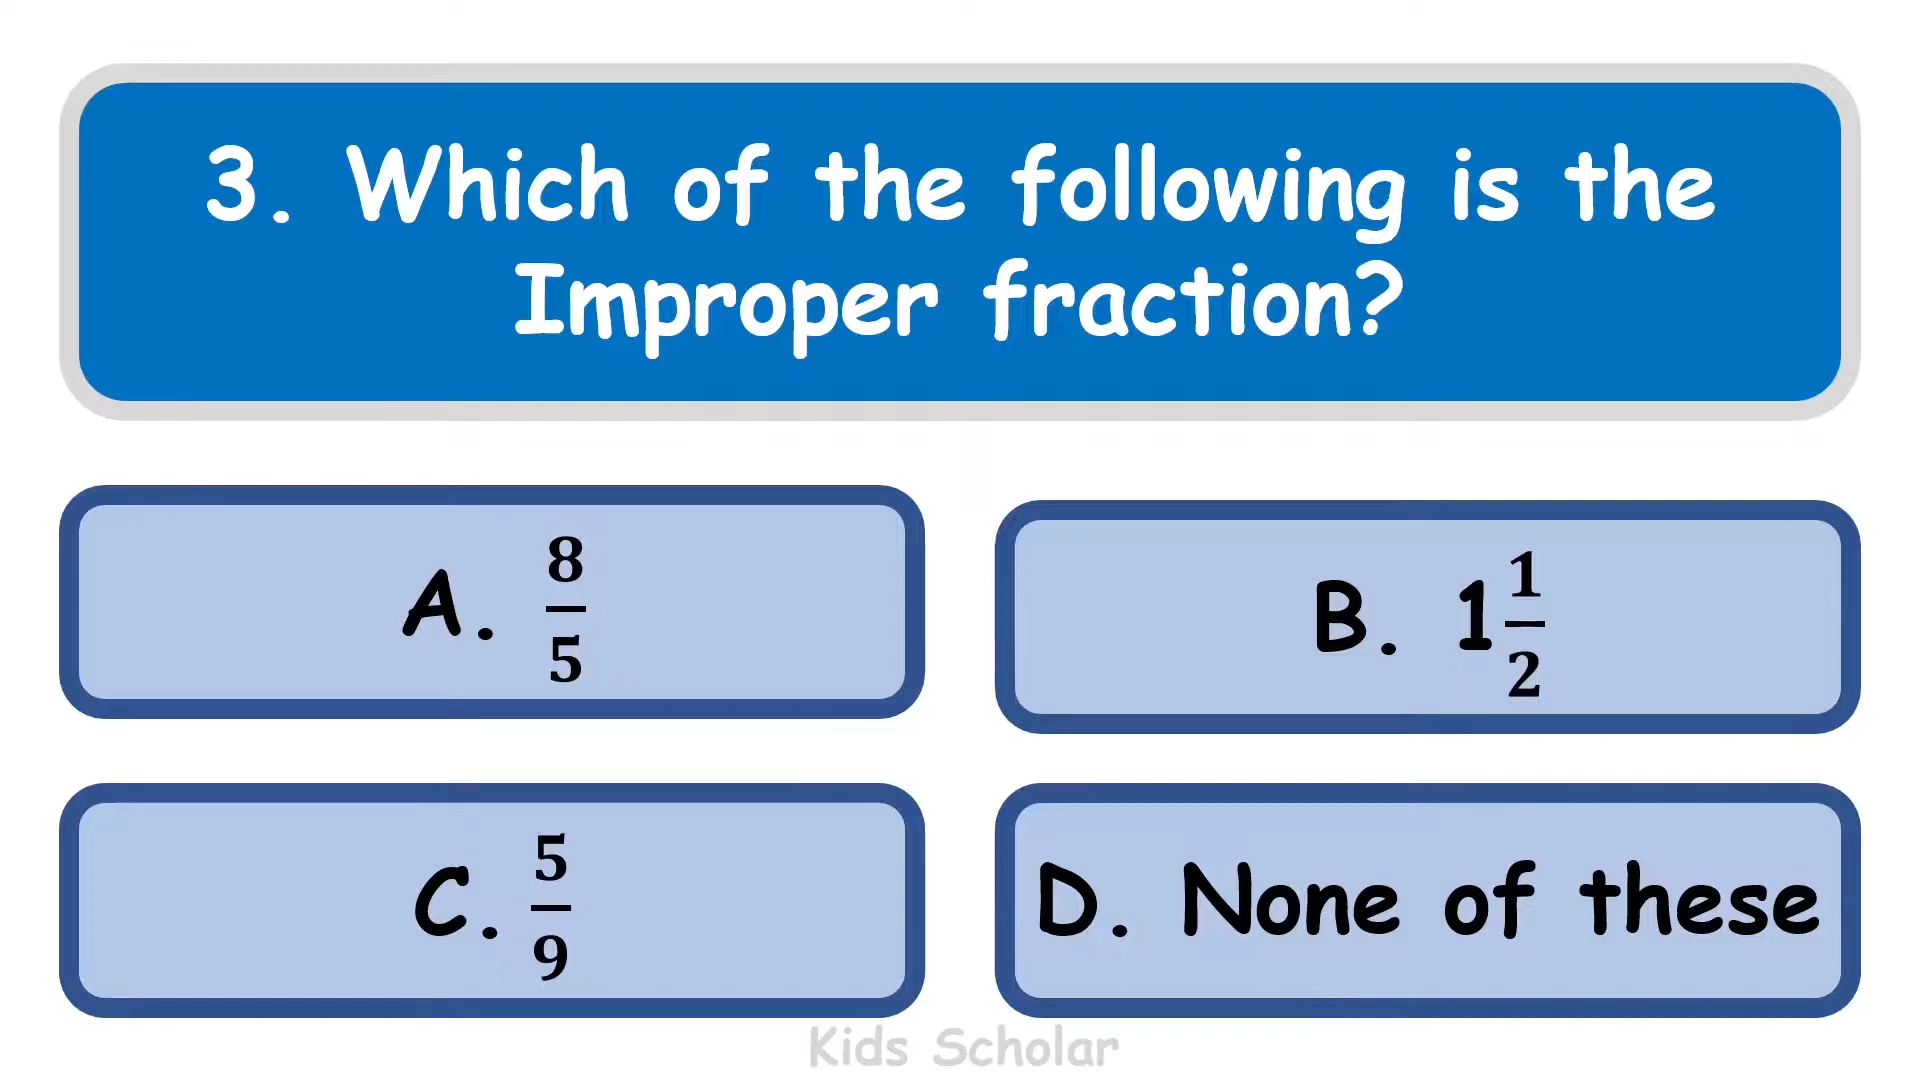 3. Which of the following is the
Improper fraction?
A. 8/5
B. 1 1/2
C. 5/9
D. None of these
Kids Scholar